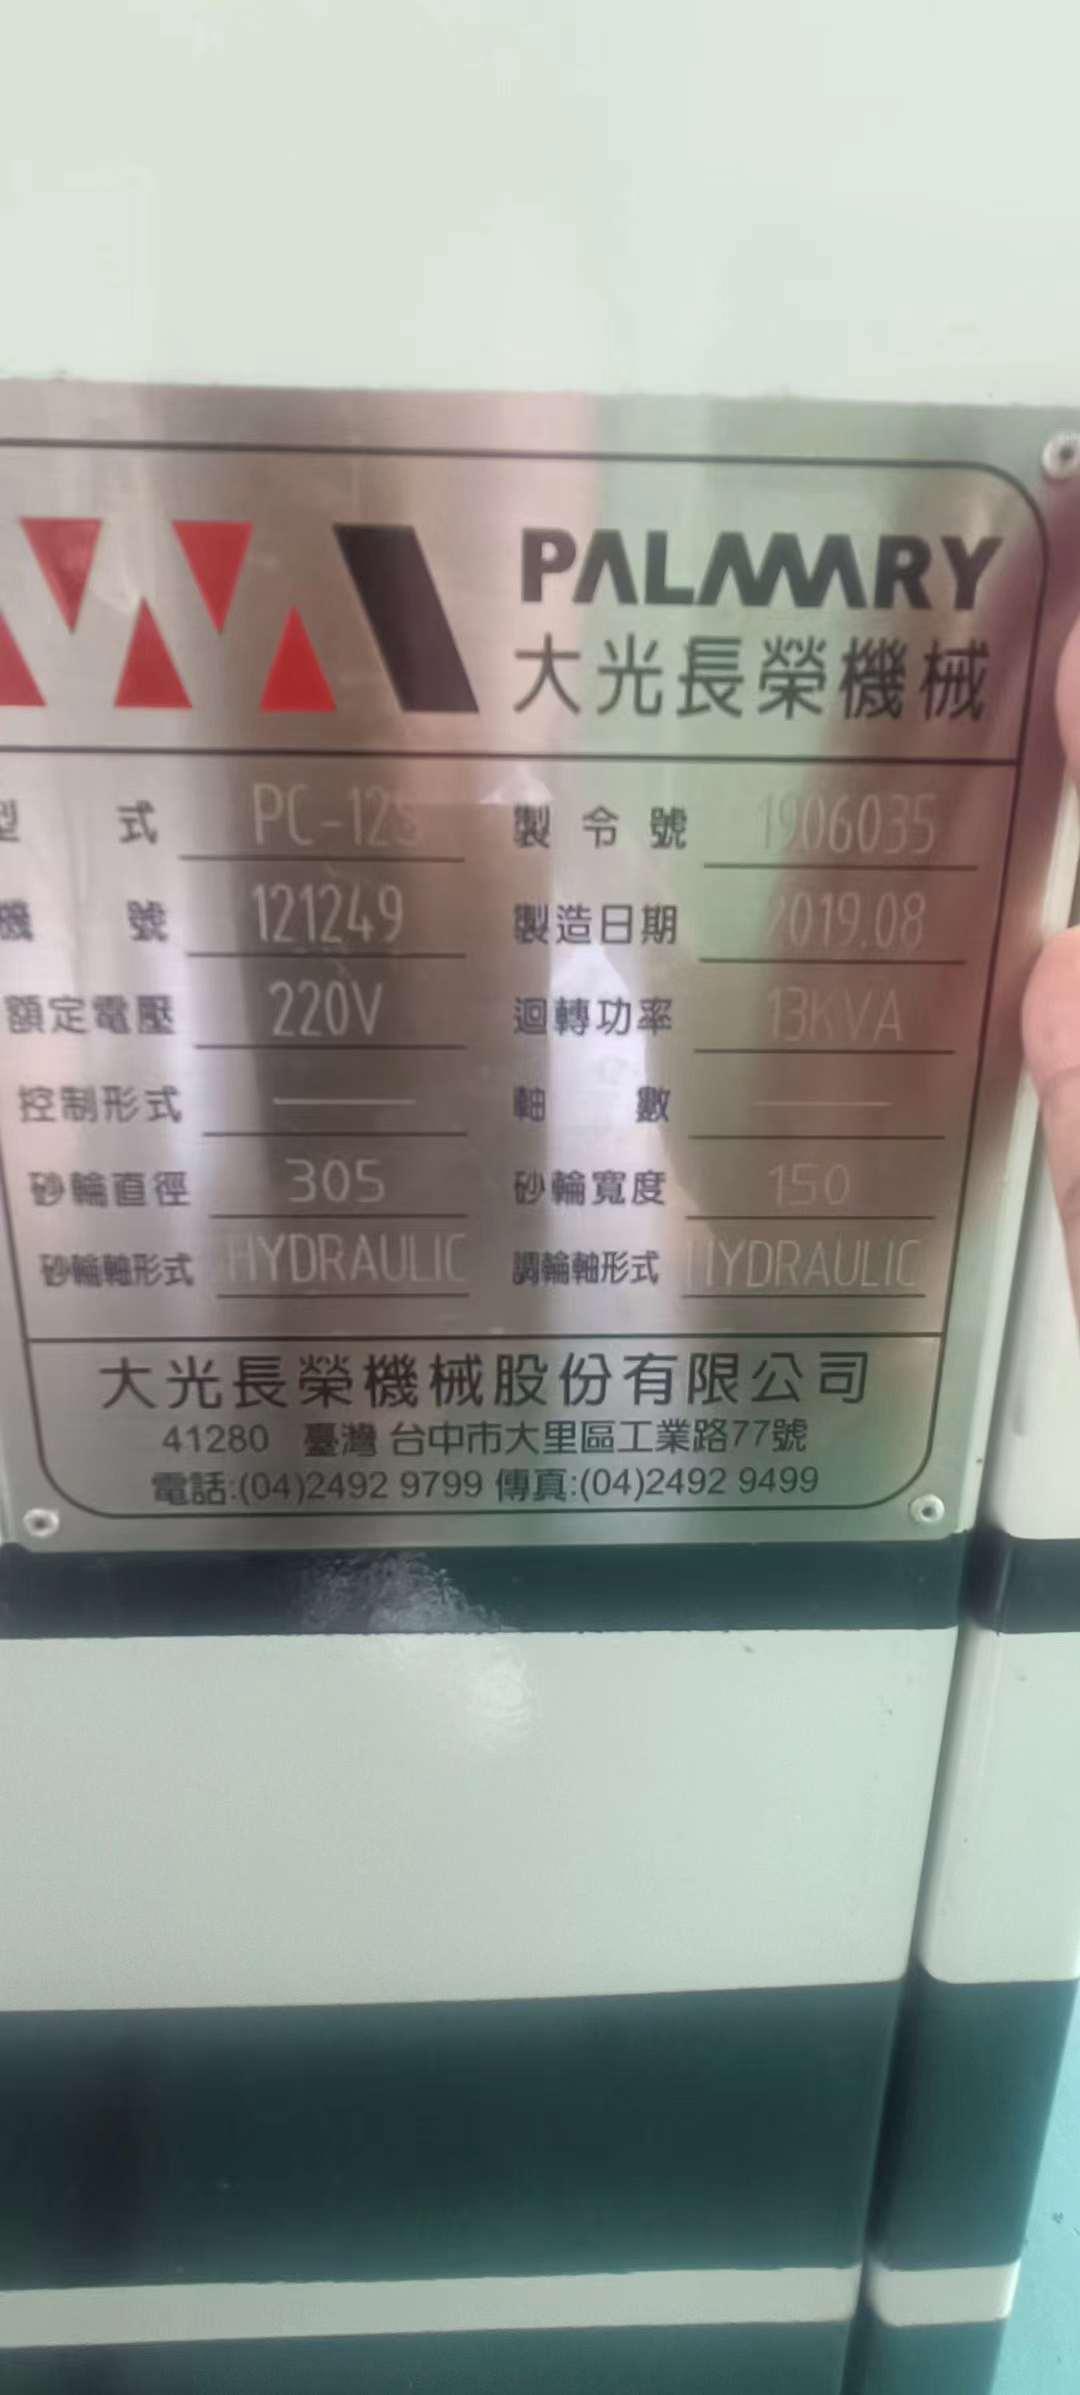 PALMARY
大光長榮機械
型 式 PC-12S 製令號 1906035
機 號 121249 製造日期 2019.08
額定電壓 220V 迴轉功率 13KVA
控制形式 —— 軸 數 ——
砂輪直徑 305 砂輪寬度 150
砂輪軸形式 HYDRAULIC 調輪軸形式 HYDRAULIC
大光長榮機械股份有限公司
41280 臺灣 台中市大里區工業路77號
電話:(04)2492 9799 傳真:(04)2492 9499